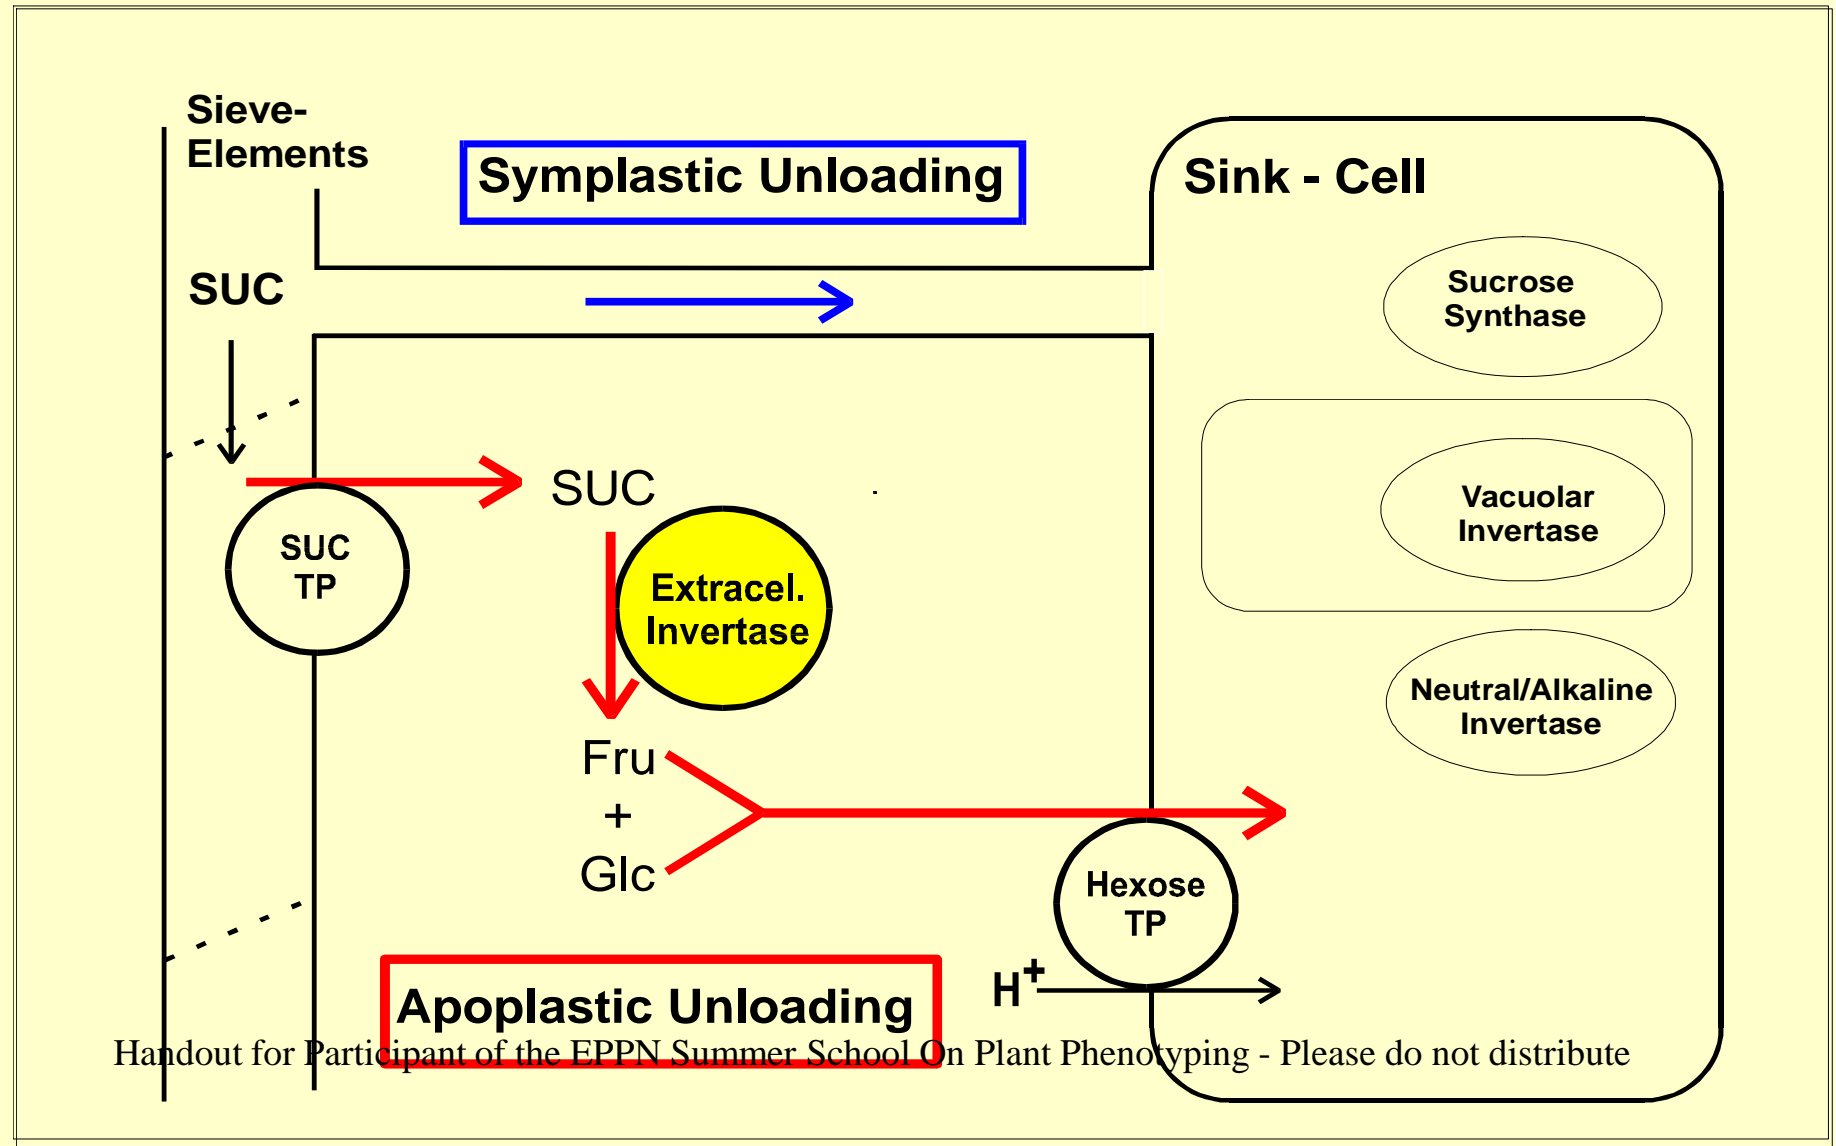 Sieve-
Elements
Symplastic Unloading
Sink - Cell
SUC
Sucrose
Synthase
SUC
Vacuolar
Invertase
SUC
TP
Extracel.
Invertase
Neutral/Alkaline
Invertase
Fru
+
Glc
Hexose
TP
H+
Apoplastic Unloading
Handout for Participant of the EPPN Summer School On Plant Phenotyping - Please do not distribute